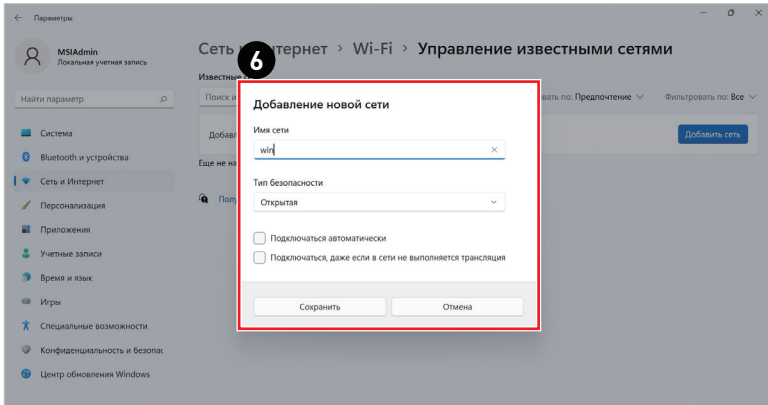 Параметры
MSIAdmin
Локальная учетная запись
Найти параметр
Система
Bluetooth и устройства
Сеть и Интернет
Персонализация
Приложения
Учетные записи
Время и язык
Игры
Специальные возможности
Конфиденциальность и безопас
Центр обновления Windows
Сеть тернет > Wi-Fi > Управление известными сетями
6
Известные
Поиск и вать по: Предпочтение Фильтровать по: Все
Добавл Добавить сеть
Еще не на
Полу
Добавление новой сети
Имя сети
win
Тип безопасности
Открытая
Подключаться автоматически
Подключаться, даже если в сети не выполняется трансляция
Сохранить Отмена